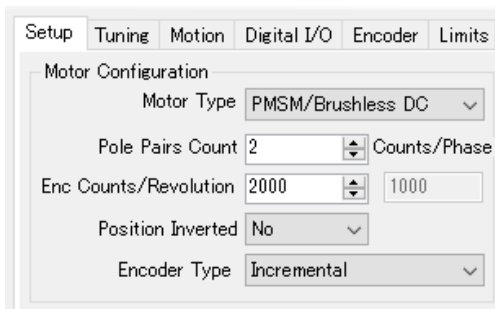 Setup Tuning Motion Digital I/O Encoder Limits
Motor Configuration
Motor Type PMSM/Brushless DC
Pole Pairs Count 2 Counts/Phase
Enc Counts/Revolution 2000 1000
Position Inverted No
Encoder Type Incremental